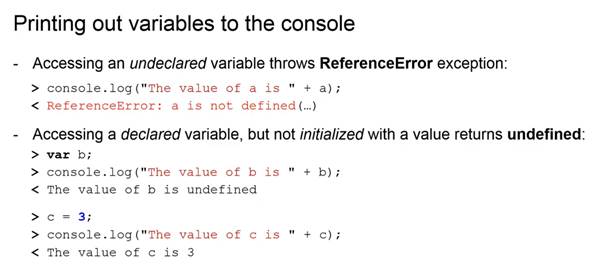 Printing out variables to the console
- Accessing an undeclared variable throws ReferenceError exception:
> console.log("The value of a is " + a);
< ReferenceError: a is not defined(…)
- Accessing a declared variable, but not initialized with a value returns undefined:
> var b;
> console.log("The value of b is " + b);
< The value of b is undefined
> c = 3;
> console.log("The value of c is " + c);
< The value of c is 3